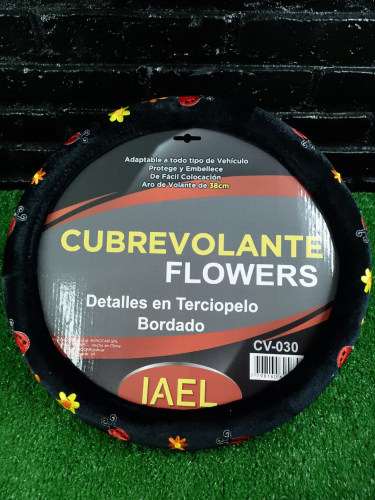 Adaptable a todo tipo de Vehículo
Protege y Embellece
De Fácil Colocación
Aro de Volante de 38cm
CUBREVOLANTE
FLOWERS
Detalles en Terciopelo
Bordado
CV-030
IAEL